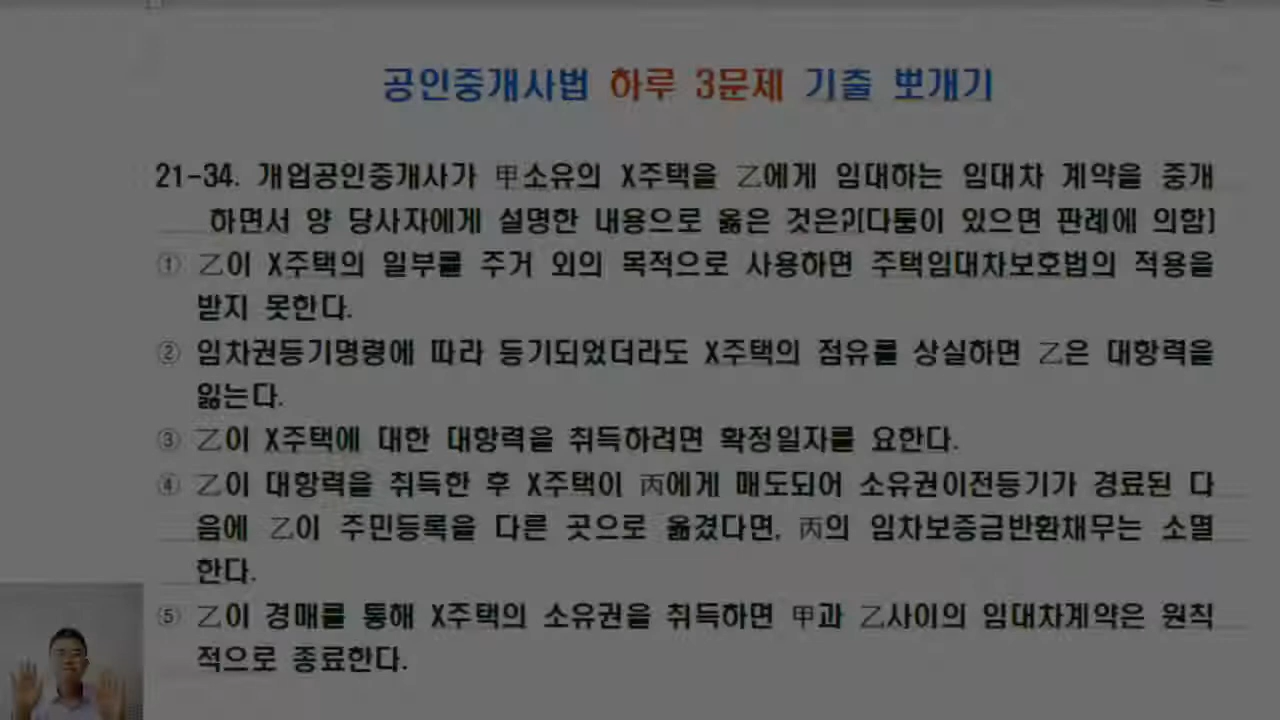 공인중개사법 하루 3문제 기출 뽀개기
21-34. 개업공인중개사가 甲소유의 X주택을 乙에게 임대하는 임대차 계약을 중개
하면서 양 당사자에게 설명한 내용으로 옳은 것은?[다툼이 있으면 판례에 의함]
① 乙이 X주택의 일부를 주거 외의 목적으로 사용하면 주택임대차보호법의 적용을
받지 못한다.
② 임차권등기명령에 따라 등기되었더라도 X주택의 점유를 상실하면 乙은 대항력을
잃는다.
③ 乙이 X주택에 대한 대항력을 취득하려면 확정일자를 요한다.
④ 乙이 대항력을 취득한 후 X주택이 丙에게 매도되어 소유권이전등기가 경료된 다
음에 乙이 주민등록을 다른 곳으로 옮겼다면, 丙의 임차보증금반환채무는 소멸
한다.
⑤ 乙이 경매를 통해 X주택의 소유권을 취득하면 甲과 乙사이의 임대차계약은 원칙
적으로 종료한다.